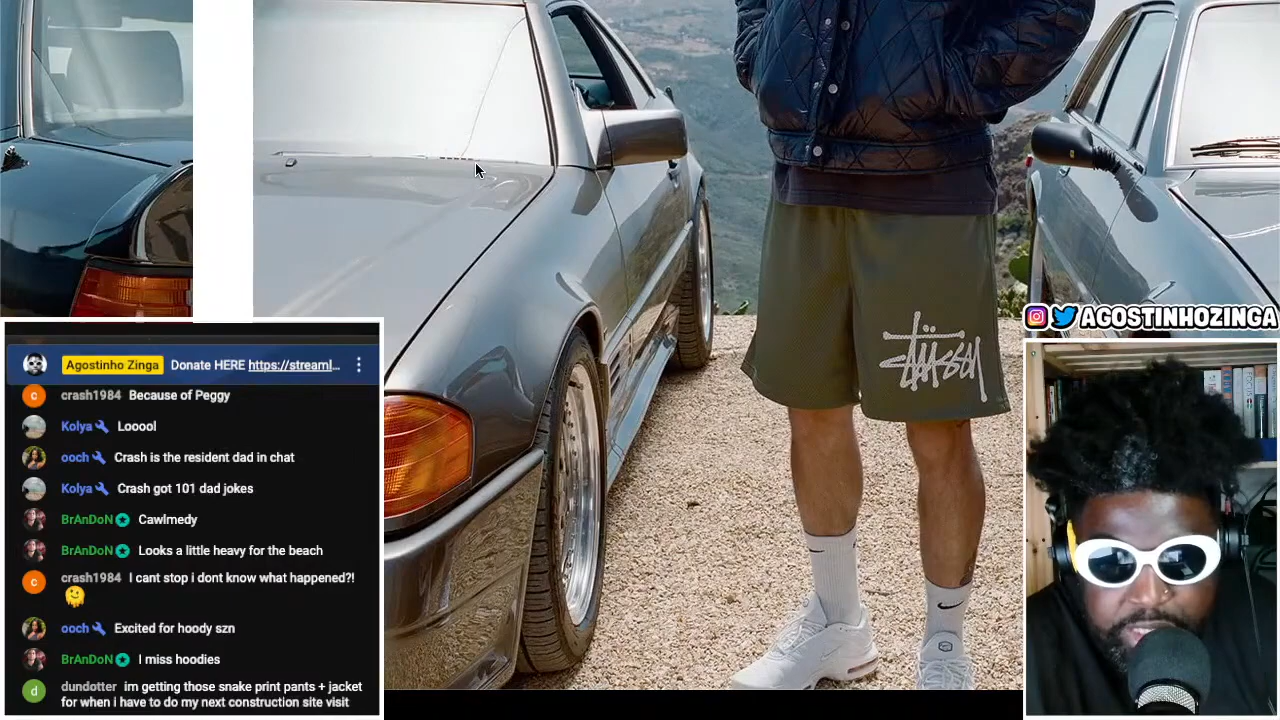 stüssy
AGOSTINHOZINGA
Agostinho Zinga Donate HERE https://streaml...
crash1984 Because of Peggy
Kolya Looool
ooch Crash is the resident dad in chat
Kolya Crash got 101 dad jokes
BrAnDoN Cawlmedy
BrAnDoN Looks a little heavy for the beach
crash1984 I cant stop i dont know what happened?!
ooch Excited for hoody szn
BrAnDoN I miss hoodies
dundotter im getting those snake print pants + jacket
for when i have to do my next construction site visit